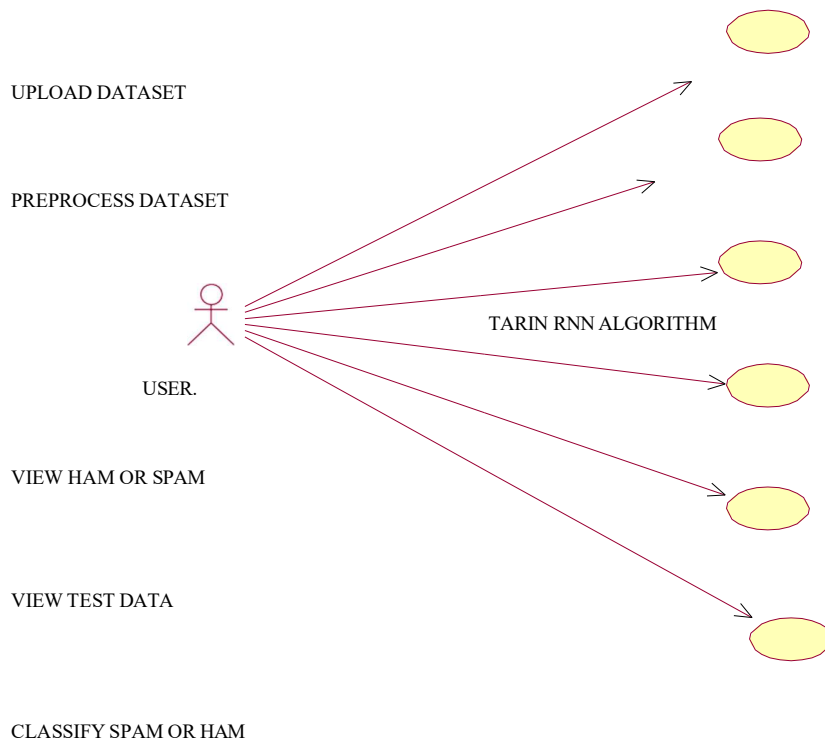 UPLOAD DATASET
PREPROCESS DATASET
TARIN RNN ALGORITHM
USER.
VIEW HAM OR SPAM
VIEW TEST DATA
CLASSIFY SPAM OR HAM